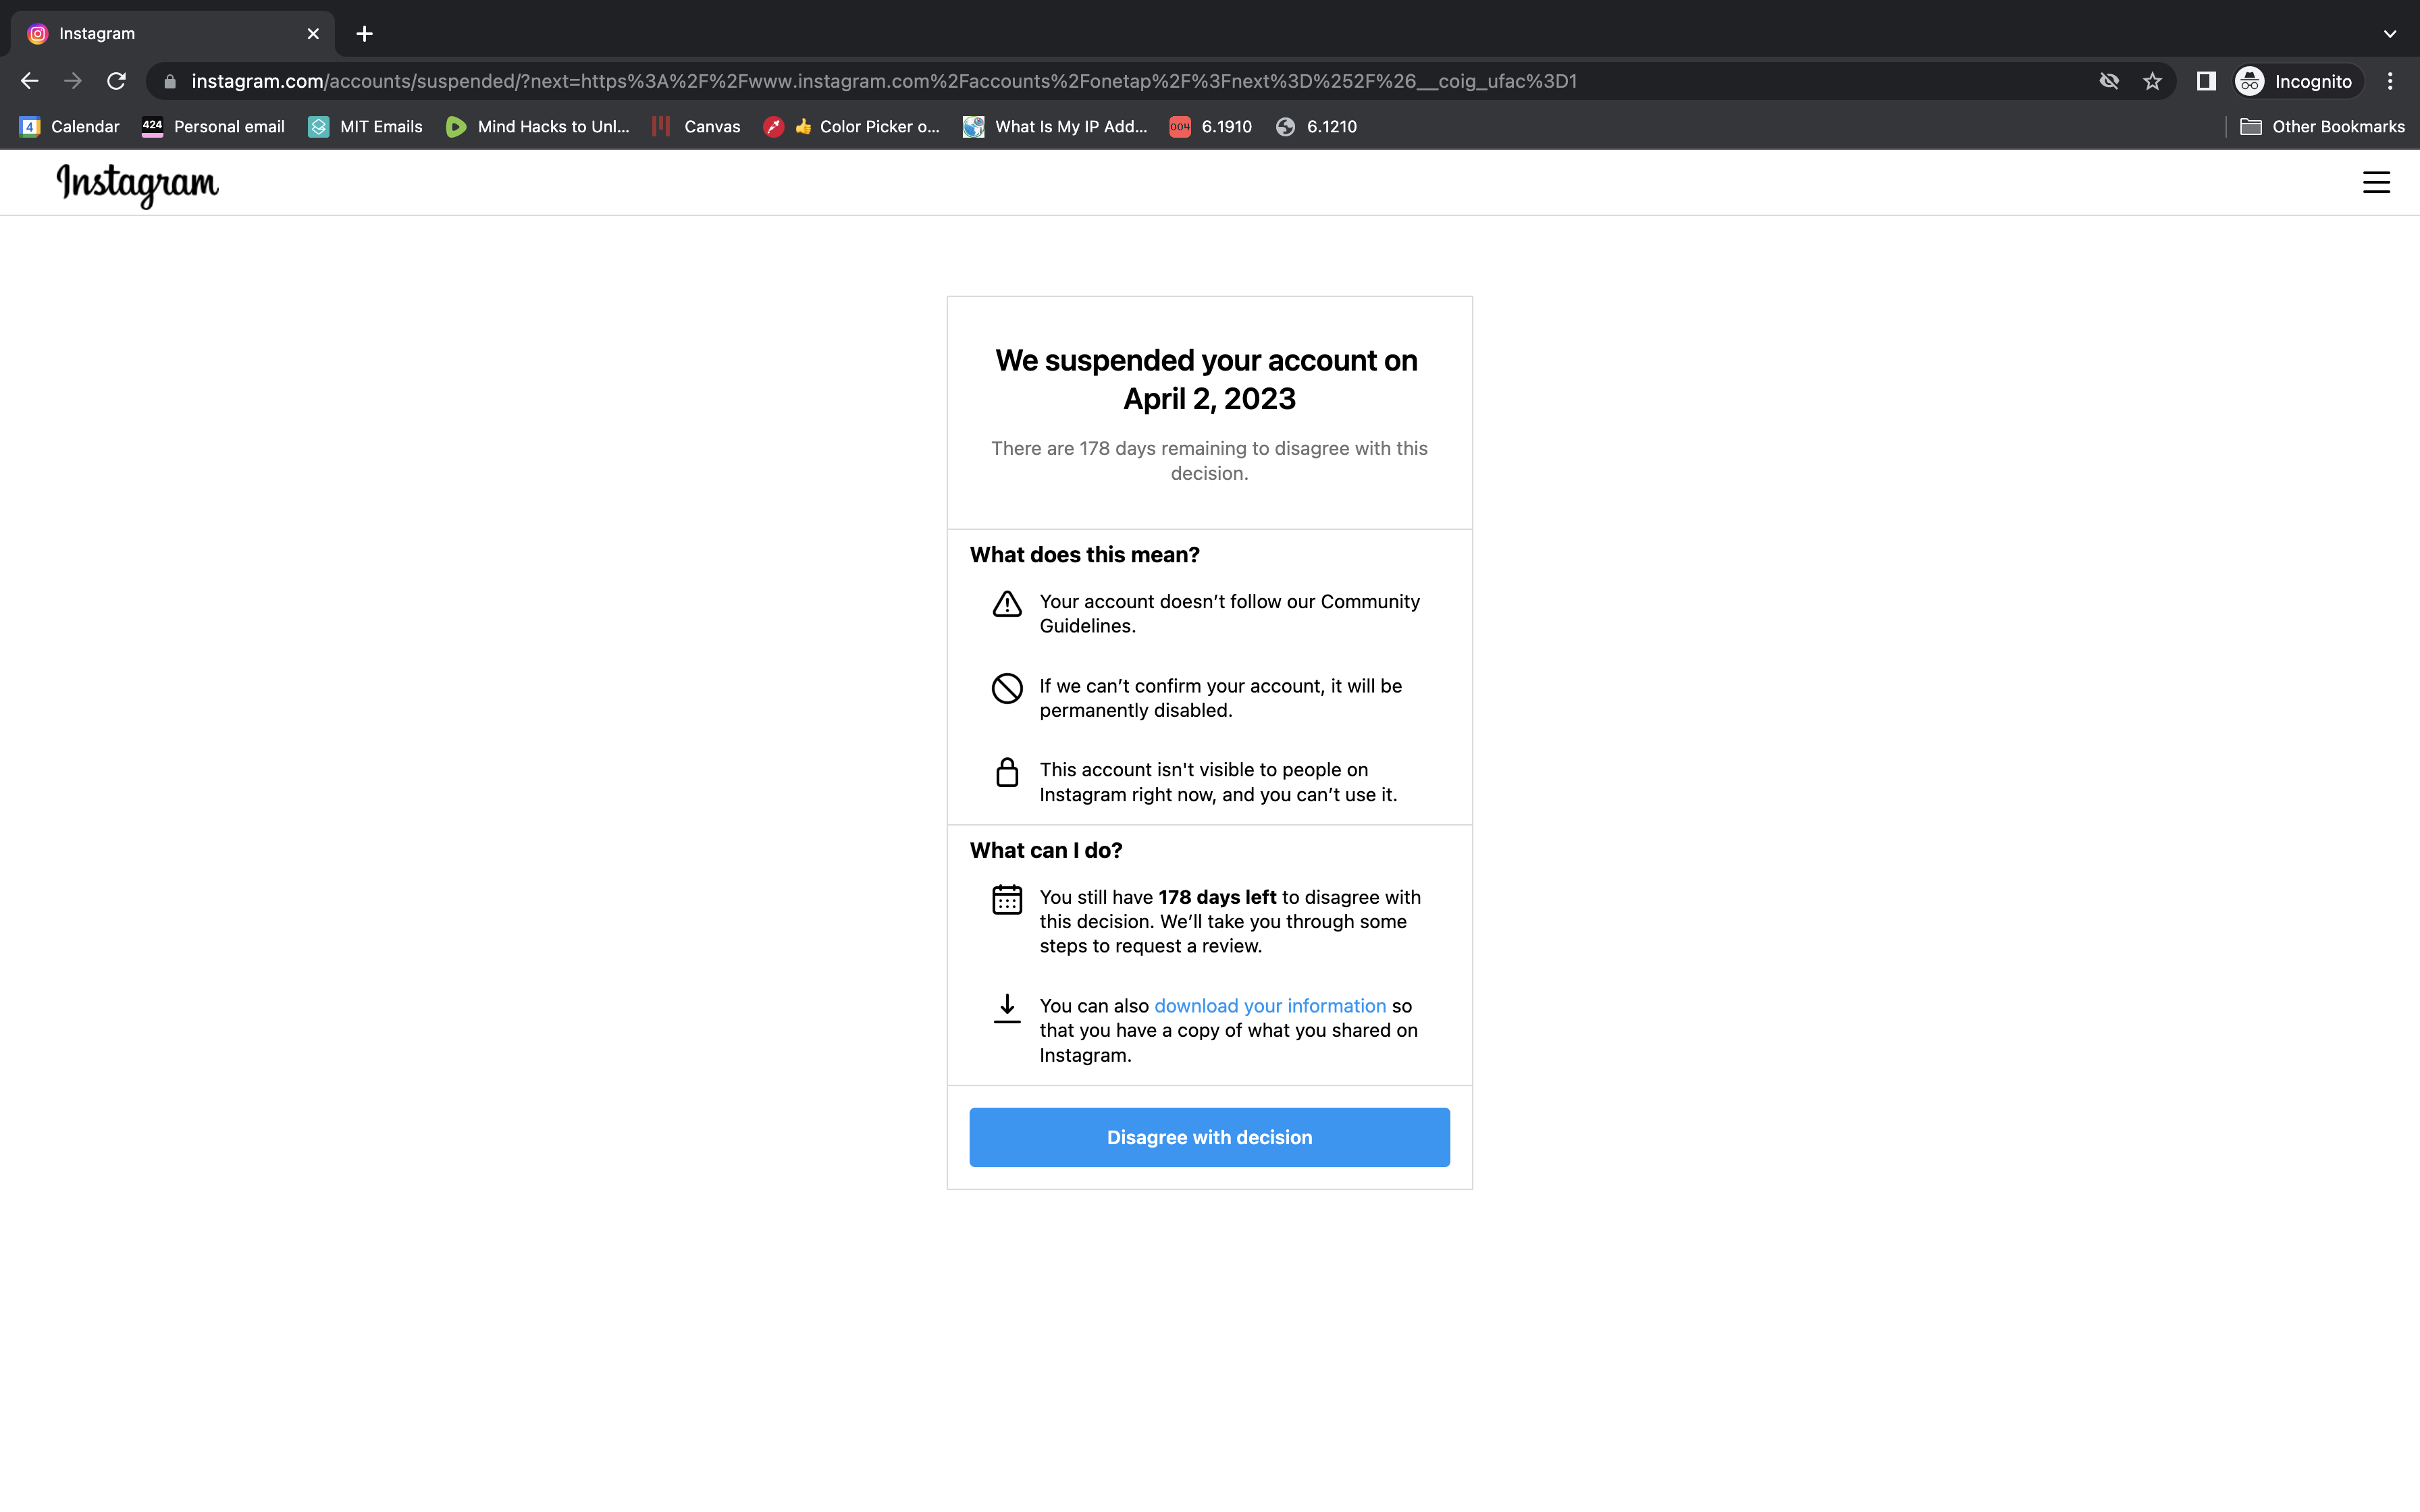 Instagram
instagram.com/accounts/suspended/?next=https%3A%2F%2Fwww.instagram.com%2Faccounts%2Fonetap%2F%3Fnext%3D%252F%26__coig_ufac%3D1
Incognito
4 Calendar 424 Personal email MIT Emails Mind Hacks to Unl... Canvas 👍 Color Picker o... What Is My IP Add... 004 6.1910 6.1210 Other Bookmarks
Instagram
We suspended your account on
April 2, 2023
There are 178 days remaining to disagree with this
decision.
What does this mean?
Your account doesn’t follow our Community
Guidelines.
If we can’t confirm your account, it will be
permanently disabled.
This account isn't visible to people on
Instagram right now, and you can’t use it.
What can I do?
You still have 178 days left to disagree with
this decision. We’ll take you through some
steps to request a review.
You can also download your information so
that you have a copy of what you shared on
Instagram.
Disagree with decision